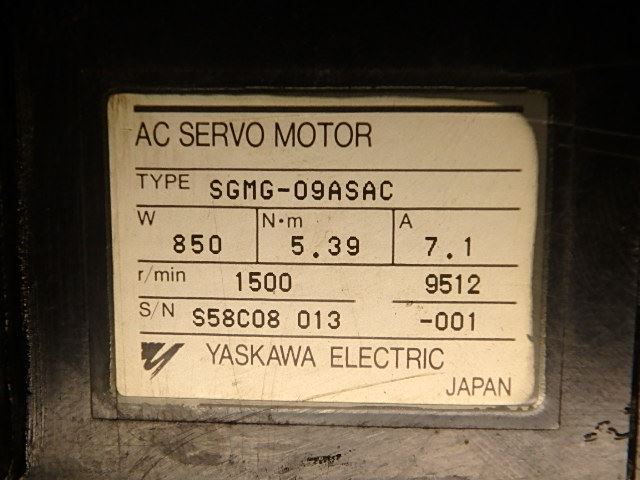 AC SERVO MOTOR
TYPE SGMG-09ASAC
W N·m A
850 5.39 7.1
r/min 1500 9512
S/N S58C08 013 -001
YASKAWA ELECTRIC
JAPAN